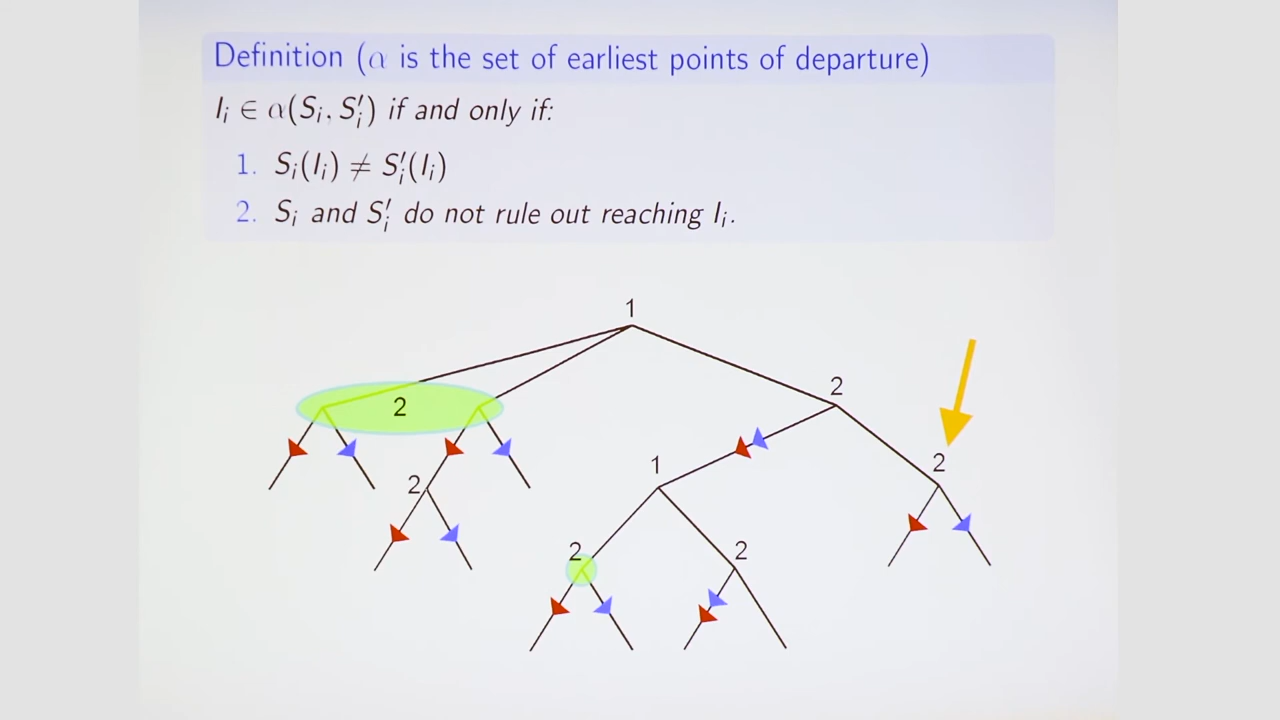 Definition (α is the set of earliest points of departure)
Iᵢ ∈ α(Sᵢ, S′ᵢ) if and only if:
1. Sᵢ(Iᵢ) ≠ S′ᵢ(Iᵢ)
2. Sᵢ and S′ᵢ do not rule out reaching Iᵢ.
1
2
2
2
1
2
2
2